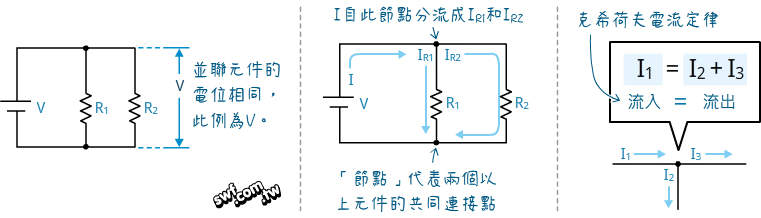 V
R1
R2
V
並聯元件的
電位相同，
此例為V。
swf.com.tw
I自此節點分流成IR1和IR2
I
IR1
IR2
V
R1
R2
「節點」代表兩個以
上元件的共同連接點
克希荷夫電流定律
I1 = I2 + I3
流入 = 流出
I1
I3
I2